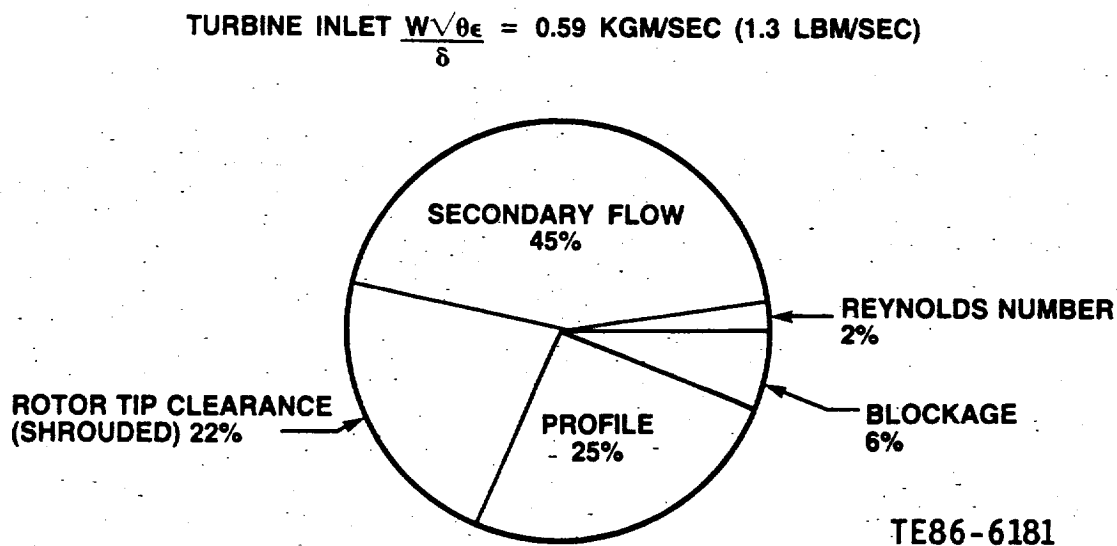 TURBINE INLET W√θϵ/δ = 0.59 KGM/SEC (1.3 LBM/SEC)
SECONDARY FLOW
45%
REYNOLDS NUMBER
2%
ROTOR TIP CLEARANCE
(SHROUDED) 22%
PROFILE
25%
BLOCKAGE
6%
TE86-6181